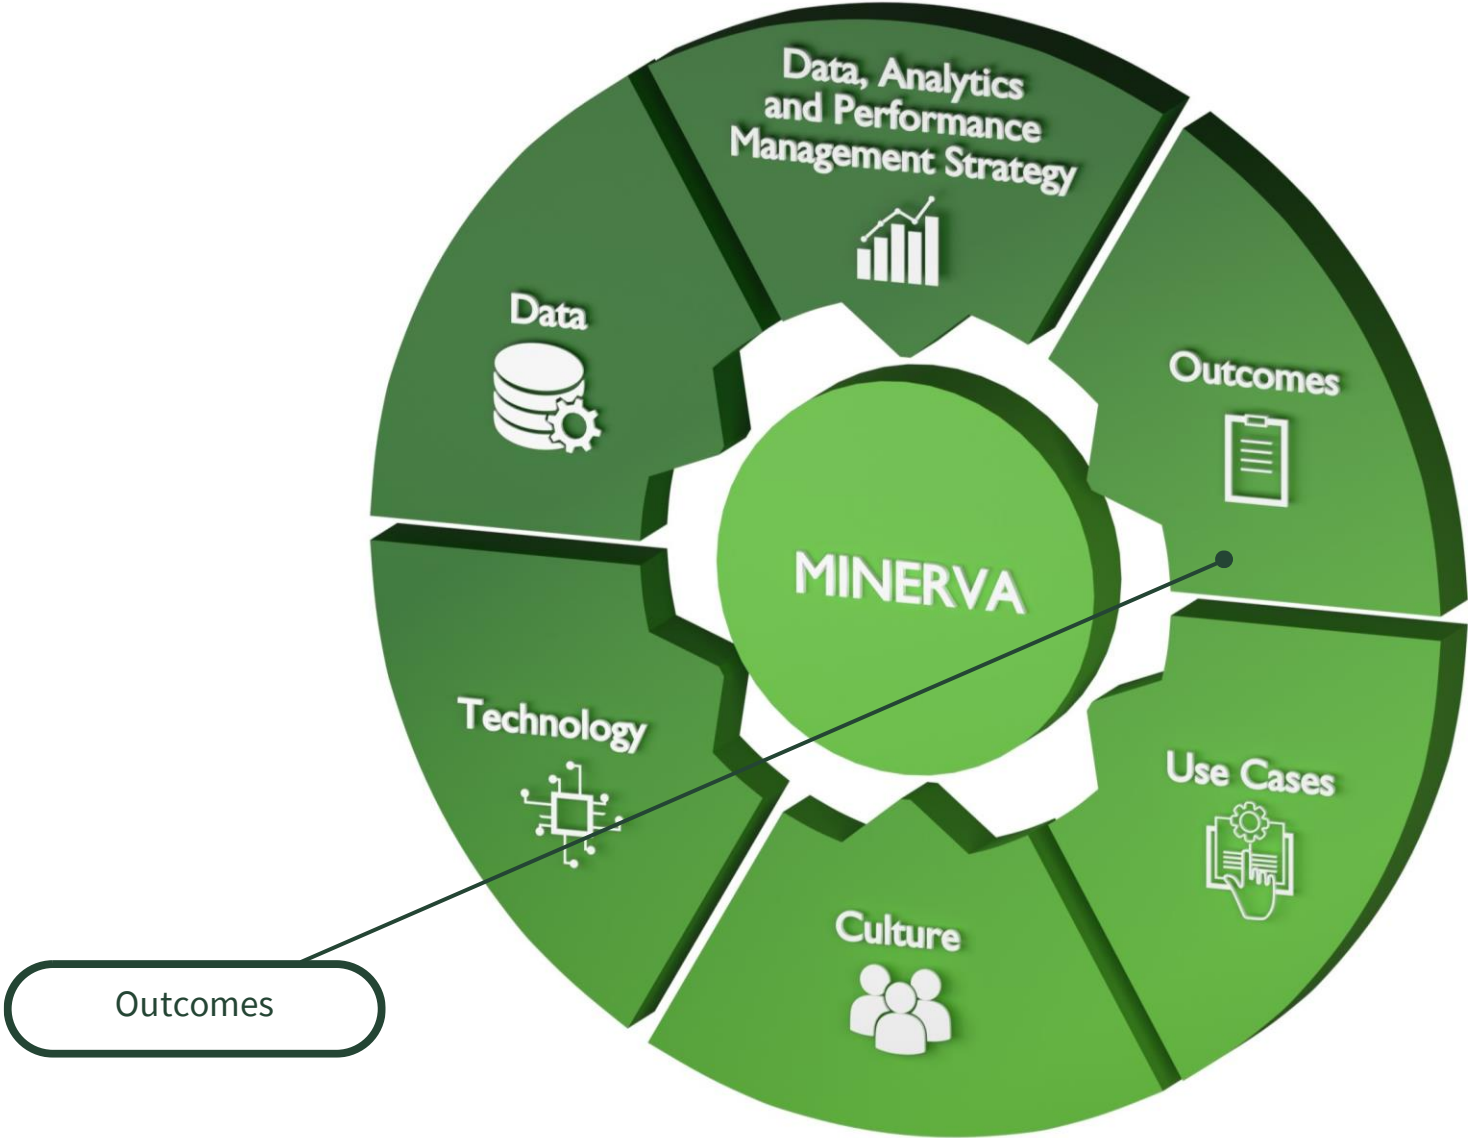 Data, Analytics
and Performance
Management Strategy
Data
Outcomes
MINERVA
Technology
Use Cases
Culture
Outcomes